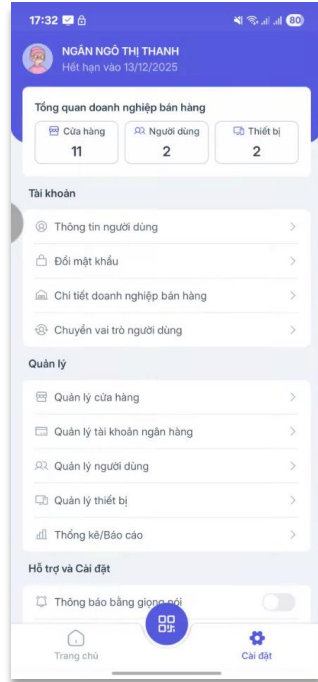 17:32
80
NGÂN NGÔ THỊ THANH
Hết hạn vào 13/12/2025
Tổng quan doanh nghiệp bán hàng
Cửa hàng
11
Người dùng
2
Thiết bị
2
Tài khoản
Thông tin người dùng
Đổi mật khẩu
Chi tiết doanh nghiệp bán hàng
Chuyển vai trò người dùng
Quản lý
Quản lý cửa hàng
Quản lý tài khoản ngân hàng
Quản lý người dùng
Quản lý thiết bị
Thống kê/Báo cáo
Hỗ trợ và Cài đặt
Thông báo bằng giọng nói
Trang chủ
Cài đặt